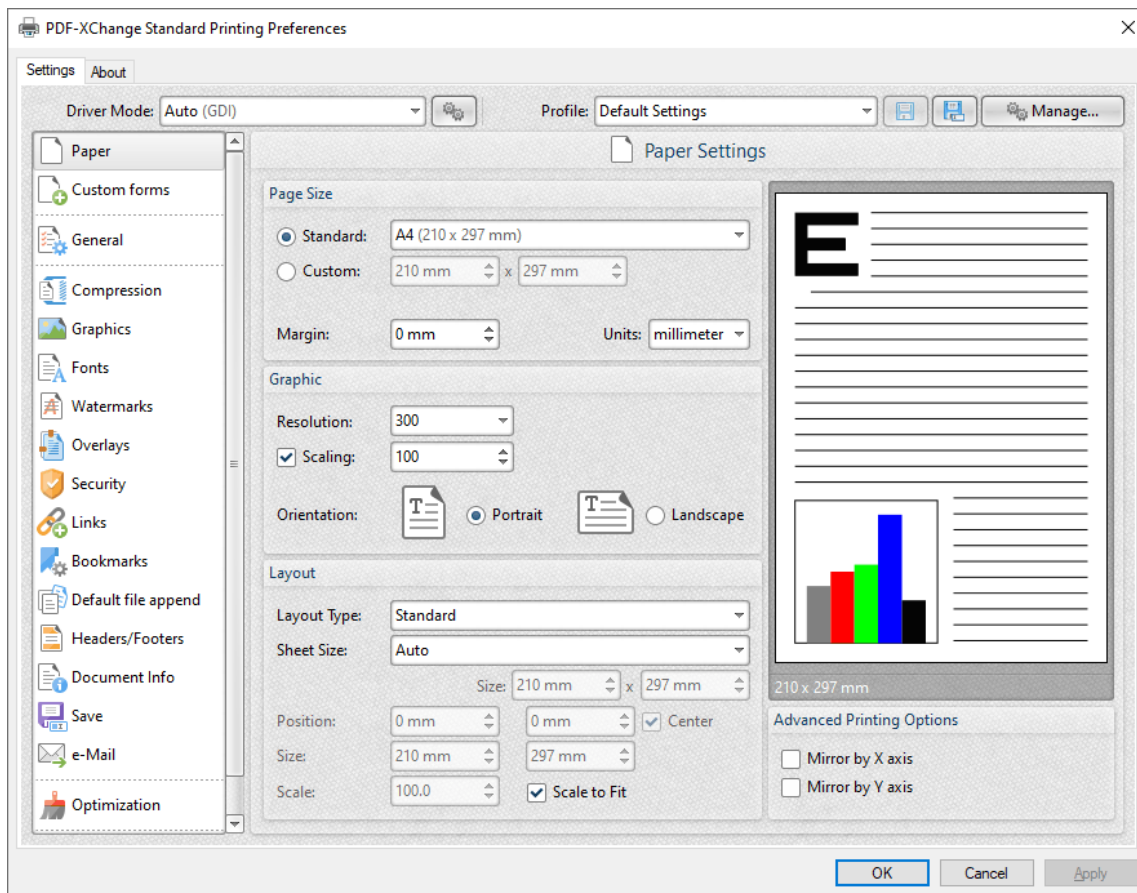 PDF-XChange Standard Printing Preferences
Settings About
Driver Mode: Auto (GDI) Profile: Default Settings Manage...
Paper
Custom forms
General
Compression
Graphics
Fonts
Watermarks
Overlays
Security
Links
Bookmarks
Default file append
Headers/Footers
Document Info
Save
e-Mail
Optimization
Paper Settings
Page Size
Standard: A4 (210 x 297 mm)
Custom: 210 mm x 297 mm
Margin: 0 mm Units: millimeter
Graphic
Resolution: 300
Scaling: 100
Orientation: T Portrait T Landscape
Layout
Layout Type: Standard
Sheet Size: Auto
Size: 210 mm x 297 mm
Position: 0 mm 0 mm Center
Size: 210 mm 297 mm
Scale: 100.0 Scale to Fit
E
210 x 297 mm
Advanced Printing Options
Mirror by X axis
Mirror by Y axis
OK Cancel Apply